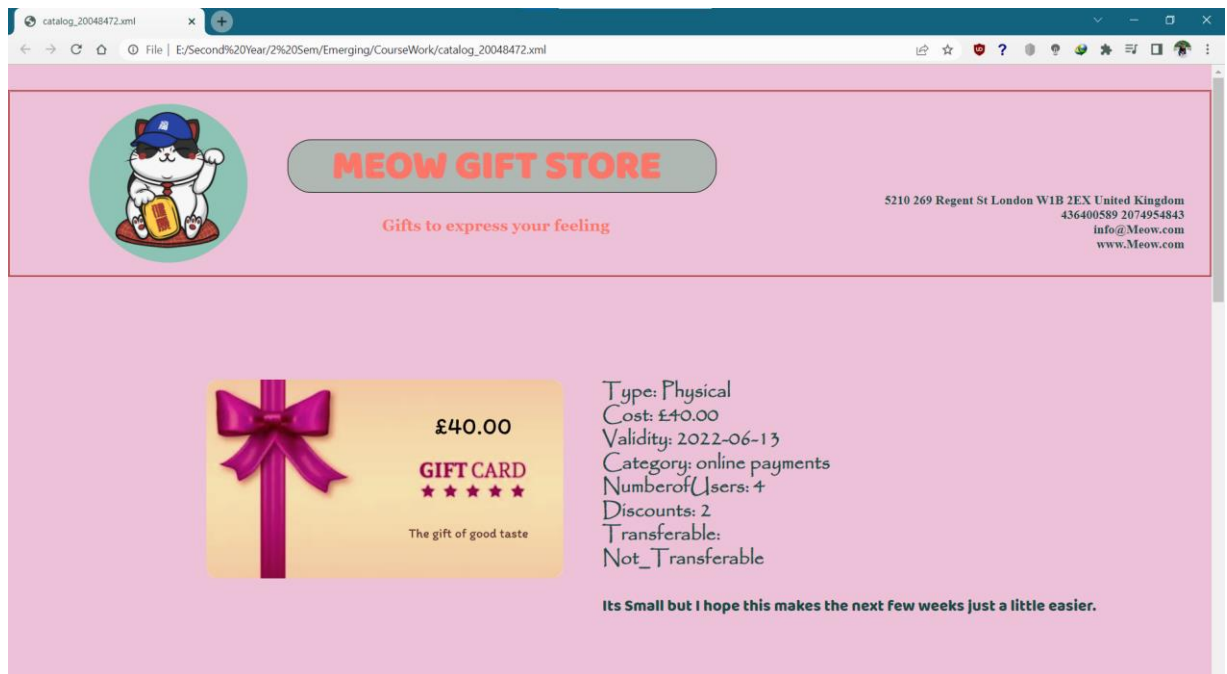 catalog_20048472.xml
File | E:/Second%20Year/2%20Sem/Emerging/CourseWork/catalog_20048472.xml
MEOW GIFT STORE
Gifts to express your feeling
5210 269 Regent St London W1B 2EX United Kingdom
436400589 2074954843
info@Meow.com
www.Meow.com
£40.00
GIFT CARD
The gift of good taste
Type: Physical
Cost: £40.00
Validity: 2022-06-13
Category: online payments
NumberofUsers: 4
Discounts: 2
Transferable:
Not_Transferable
Its Small but I hope this makes the next few weeks just a little easier.